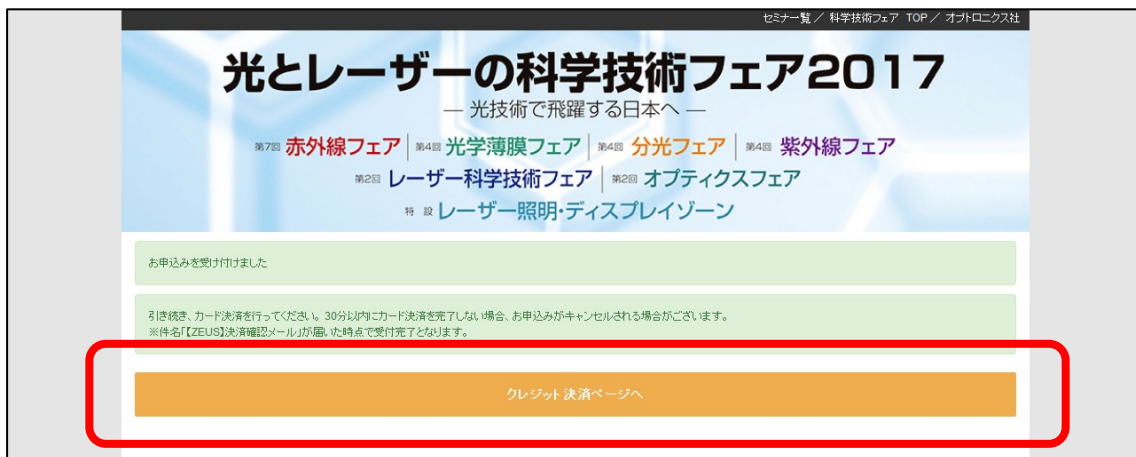 セミナー覧／ 科学技術フェア TOP／ オプトロニクス社
光とレーザーの科学技術フェア2017
― 光技術で飛躍する日本へ ―
第7回 赤外線フェア 第4回 光学薄膜フェア 第4回 分光フェア 第4回 紫外線フェア
第2回 レーザー科学技術フェア 第2回 オプティクスフェア
特 設 レーザー照明・ディスプレイゾーン
お申込みを受け付けました
引き続き、カード決済を行ってください。30分以内にカード決済を完了しない場合、お申込みがキャンセルされる場合がございます。
※件名「【ZEUS】決済確認メール」が届いた時点で受付完了となります。
クレジット決済ページへ